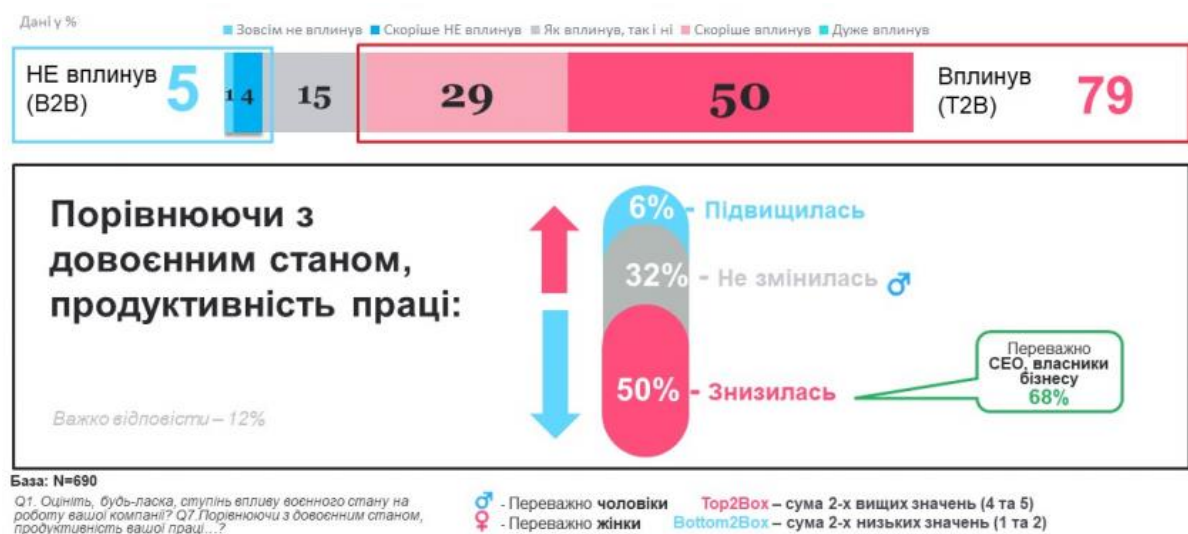 Дані у %
Зовсім не вплинув Скоріше НЕ вплинув Як вплинув, так і ні Скоріше вплинув Дуже вплинув
НЕ вплинув
(B2B)
5
1 4 15 29 50
Вплинув
(T2B)
79
Порівнюючи з
довоєнним станом,
продуктивність праці:
6% - Підвищилась
32% - Не змінилась
50% - Знизилась
Переважно
CEO, власники
бізнесу
68%
Важко відповісти – 12%
База: N=690
Q1. Оцініть, будь-ласка, ступінь впливу воєнного стану на
роботу вашої компанії? Q7.Порівнюючи з довоєнним станом,
продуктивність вашої праці...?
- Переважно чоловіки
- Переважно жінки
Top2Box – сума 2-х вищих значень (4 та 5)
Bottom2Box – сума 2-х низьких значень (1 та 2)